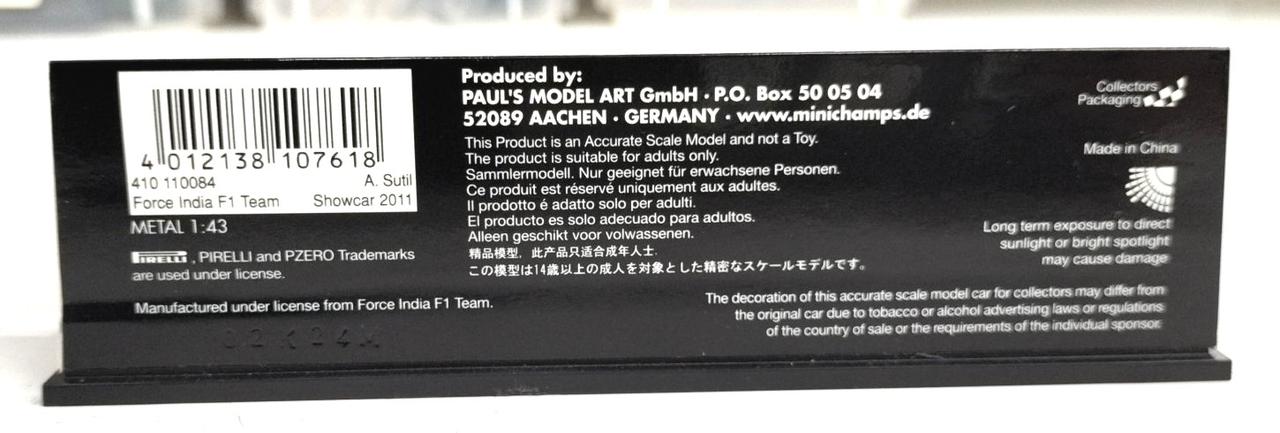 4 012138 107618
410 110084 A. Sutil
Force India F1 Team Showcar 2011
METAL 1:43
PIRELLI, PIRELLI and PZERO Trademarks
are used under license.
Manufactured under license from Force India F1 Team.
Produced by:
PAUL'S MODEL ART GmbH · P.O. Box 50 05 04
52089 AACHEN · GERMANY · www.minichamps.de
This Product is an Accurate Scale Model and not a Toy.
The product is suitable for adults only.
Sammlermodell. Nur geeignet für erwachsene Personen.
Ce produit est réservé uniquement aux adultes.
Il prodotto é adatto solo per adulti.
El producto es solo adecuado para adultos.
Alleen geschikt voor volwassenen.
精品模型，此产品只适合成年人士.
この模型は14歳以上の成人を対象とした精密なスケールモデルです。
Collectors
Packaging
Made in China
Long term exposure to direct
sunlight or bright spotlight
may cause damage
The decoration of this accurate scale model car for collectors may differ from
the original car due to tobacco or alcohol advertising laws or regulations
of the country of sale or the requirements of the individual sponsor.